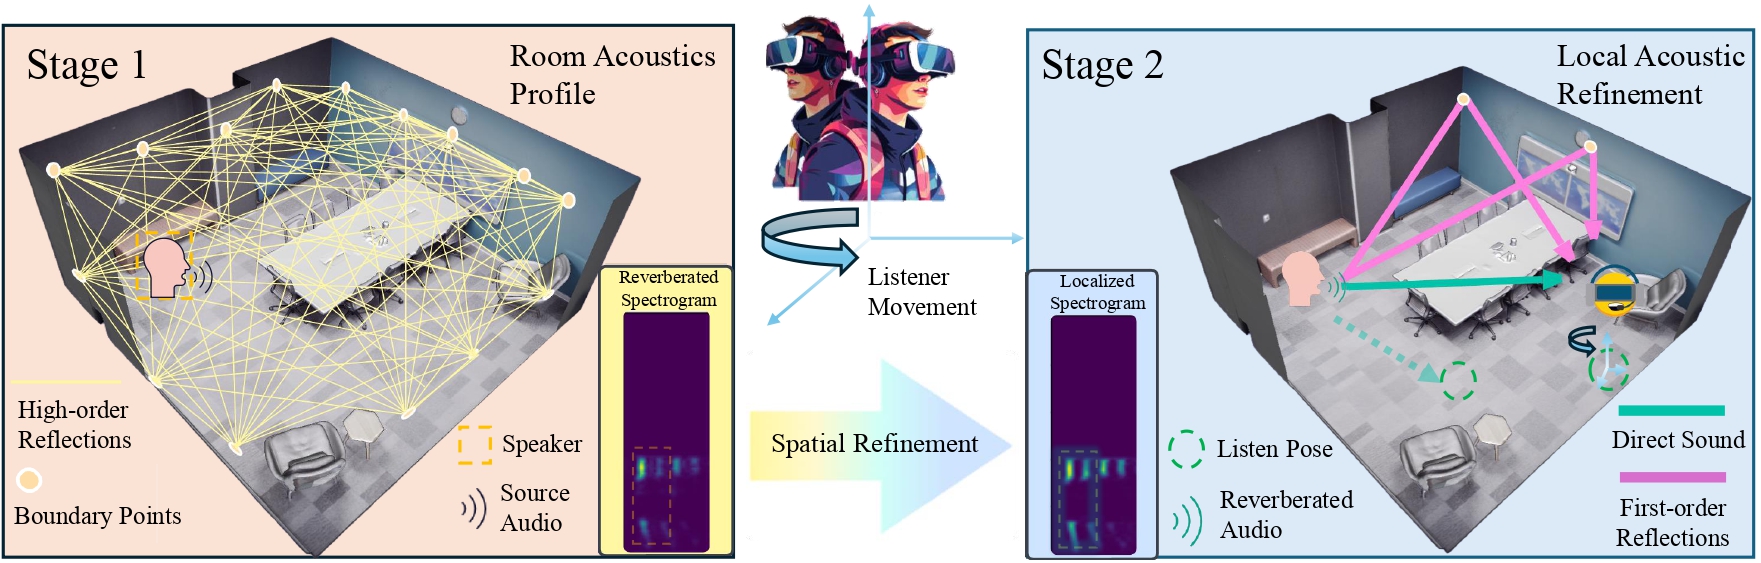 Stage 1
Room Acoustics
Profile
High-order
Reflections
Boundary Points
Speaker
Source
Audio
Reverberated
Spectrogram
Listener
Movement
Spatial Refinement
Stage 2
Local Acoustic
Refinement
Localized
Spectrogram
Listen Pose
Reverberated
Audio
Direct Sound
First-order
Reflections